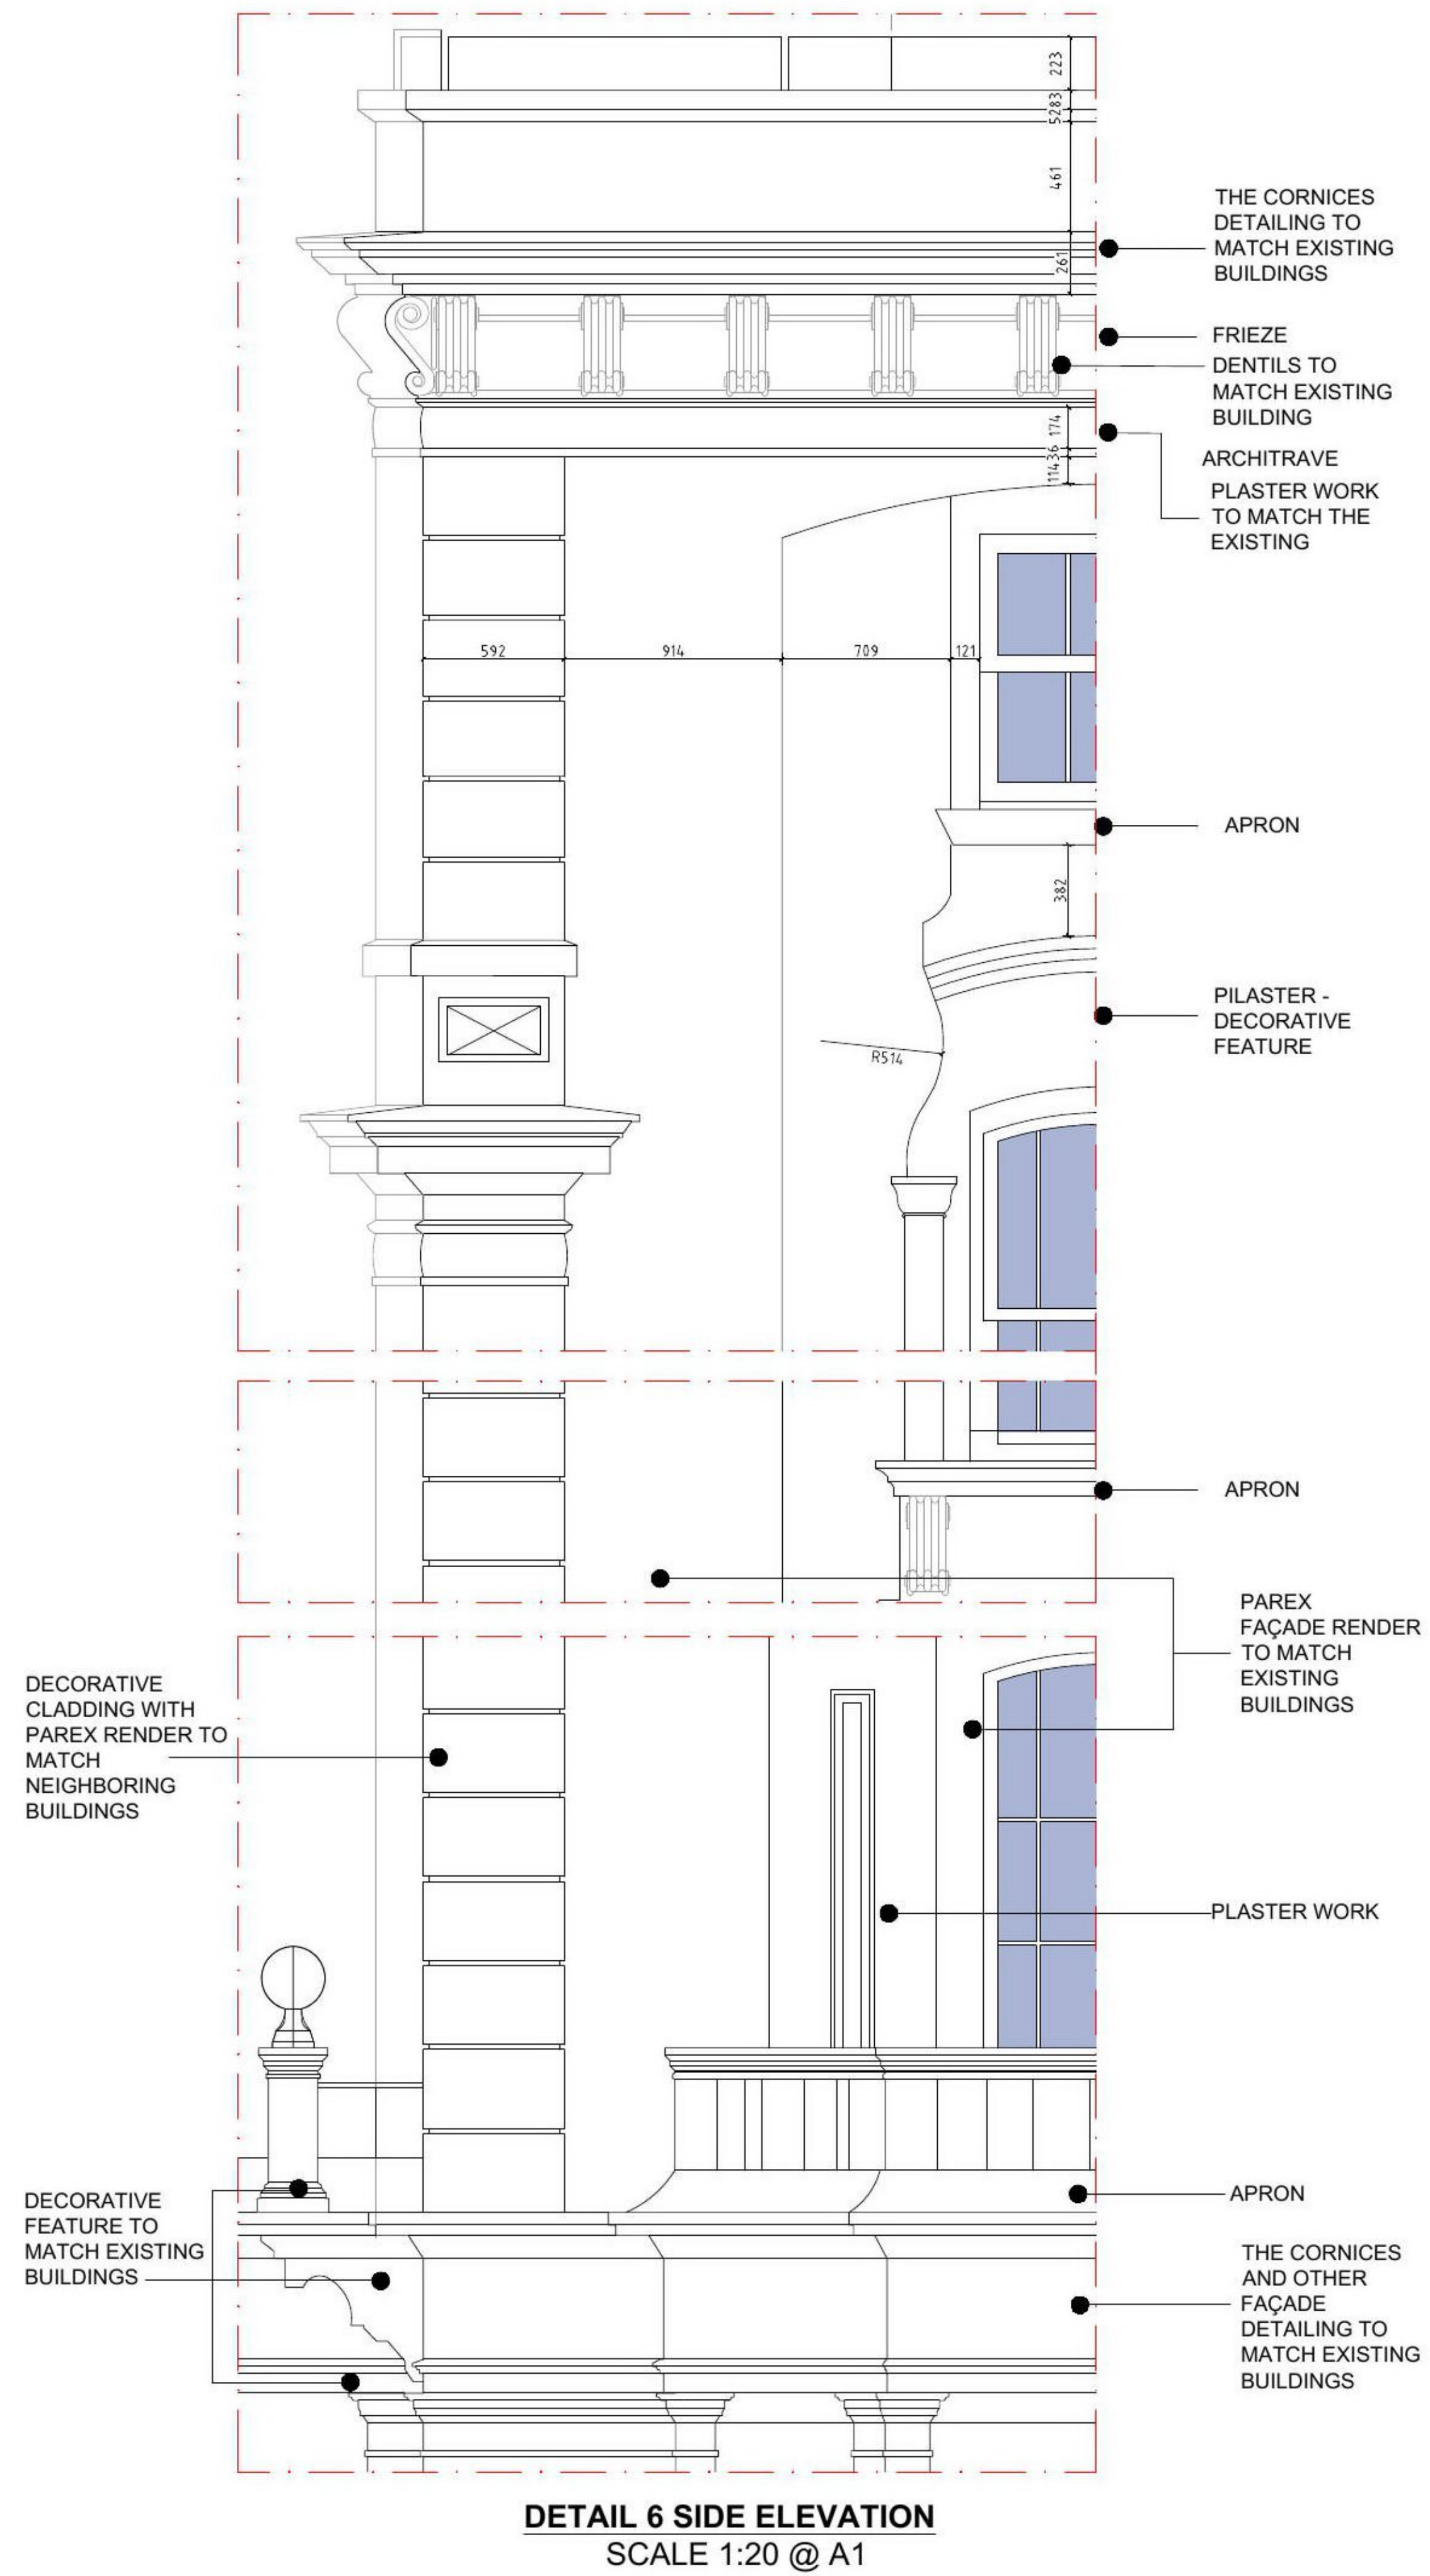 223
5283
461
THE CORNICES
DETAILING TO
MATCH EXISTING
BUILDINGS
261
FRIEZE
DENTILS TO
MATCH EXISTING
BUILDING
174
36
114
ARCHITRAVE
PLASTER WORK
TO MATCH THE
EXISTING
592
914
709
121
APRON
382
PILASTER -
DECORATIVE
FEATURE
R514
APRON
PAREX
FAÇADE RENDER
TO MATCH
EXISTING
BUILDINGS
DECORATIVE
CLADDING WITH
PAREX RENDER TO
MATCH
NEIGHBORING
BUILDINGS
PLASTER WORK
DECORATIVE
FEATURE TO
MATCH EXISTING
BUILDINGS
APRON
THE CORNICES
AND OTHER
FAÇADE
DETAILING TO
MATCH EXISTING
BUILDINGS
DETAIL 6 SIDE ELEVATION
SCALE 1:20 @ A1